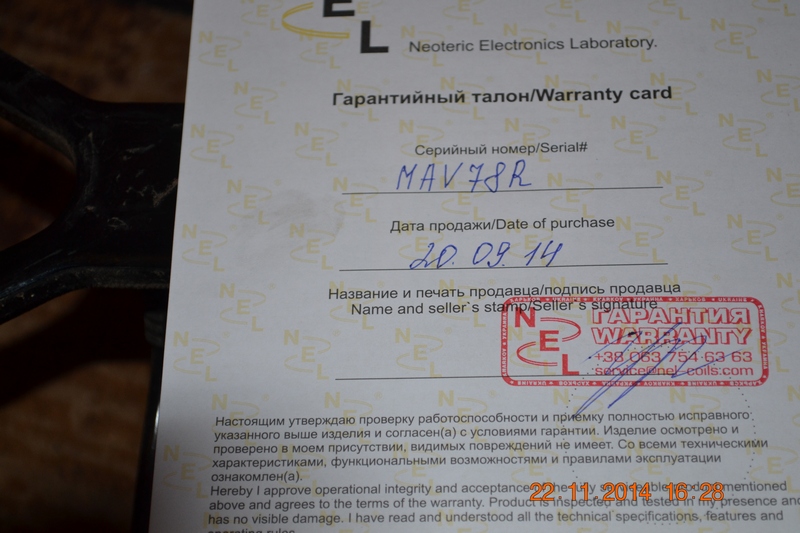 NEL
Neoteric Electronics Laboratory.
Гарантийный талон/Warranty card
Серийный номер/Serial#
MAV78R
Дата продажи/Date of purchase
20.09.14
Название и печать продавца/подпись продавца
Name and seller`s stamp/Seller`s signature
NEL
ГАРАНТИЯ
WARRANTY
+38 063 754 63 63
service@nel-coils.com
Настоящим утверждаю проверку работоспособности и приемку полностью исправного
указанного выше изделия и согласен(а) с условиями гарантии. Изделие осмотрено и
проверено в моем присутствии, видимых повреждений не имеет. Со всеми техническими
характеристиками, функциональными возможностями и правилами эксплуатации
ознакомлен(а).
Hereby I approve operational integrity and acceptance mentioned
above and agrees to the terms of the warranty. Product is inspected and tested in my presence and
has no visible damage. I have read and understood all the technical specifications, features and
operating rules.
22.11.2014 16:28